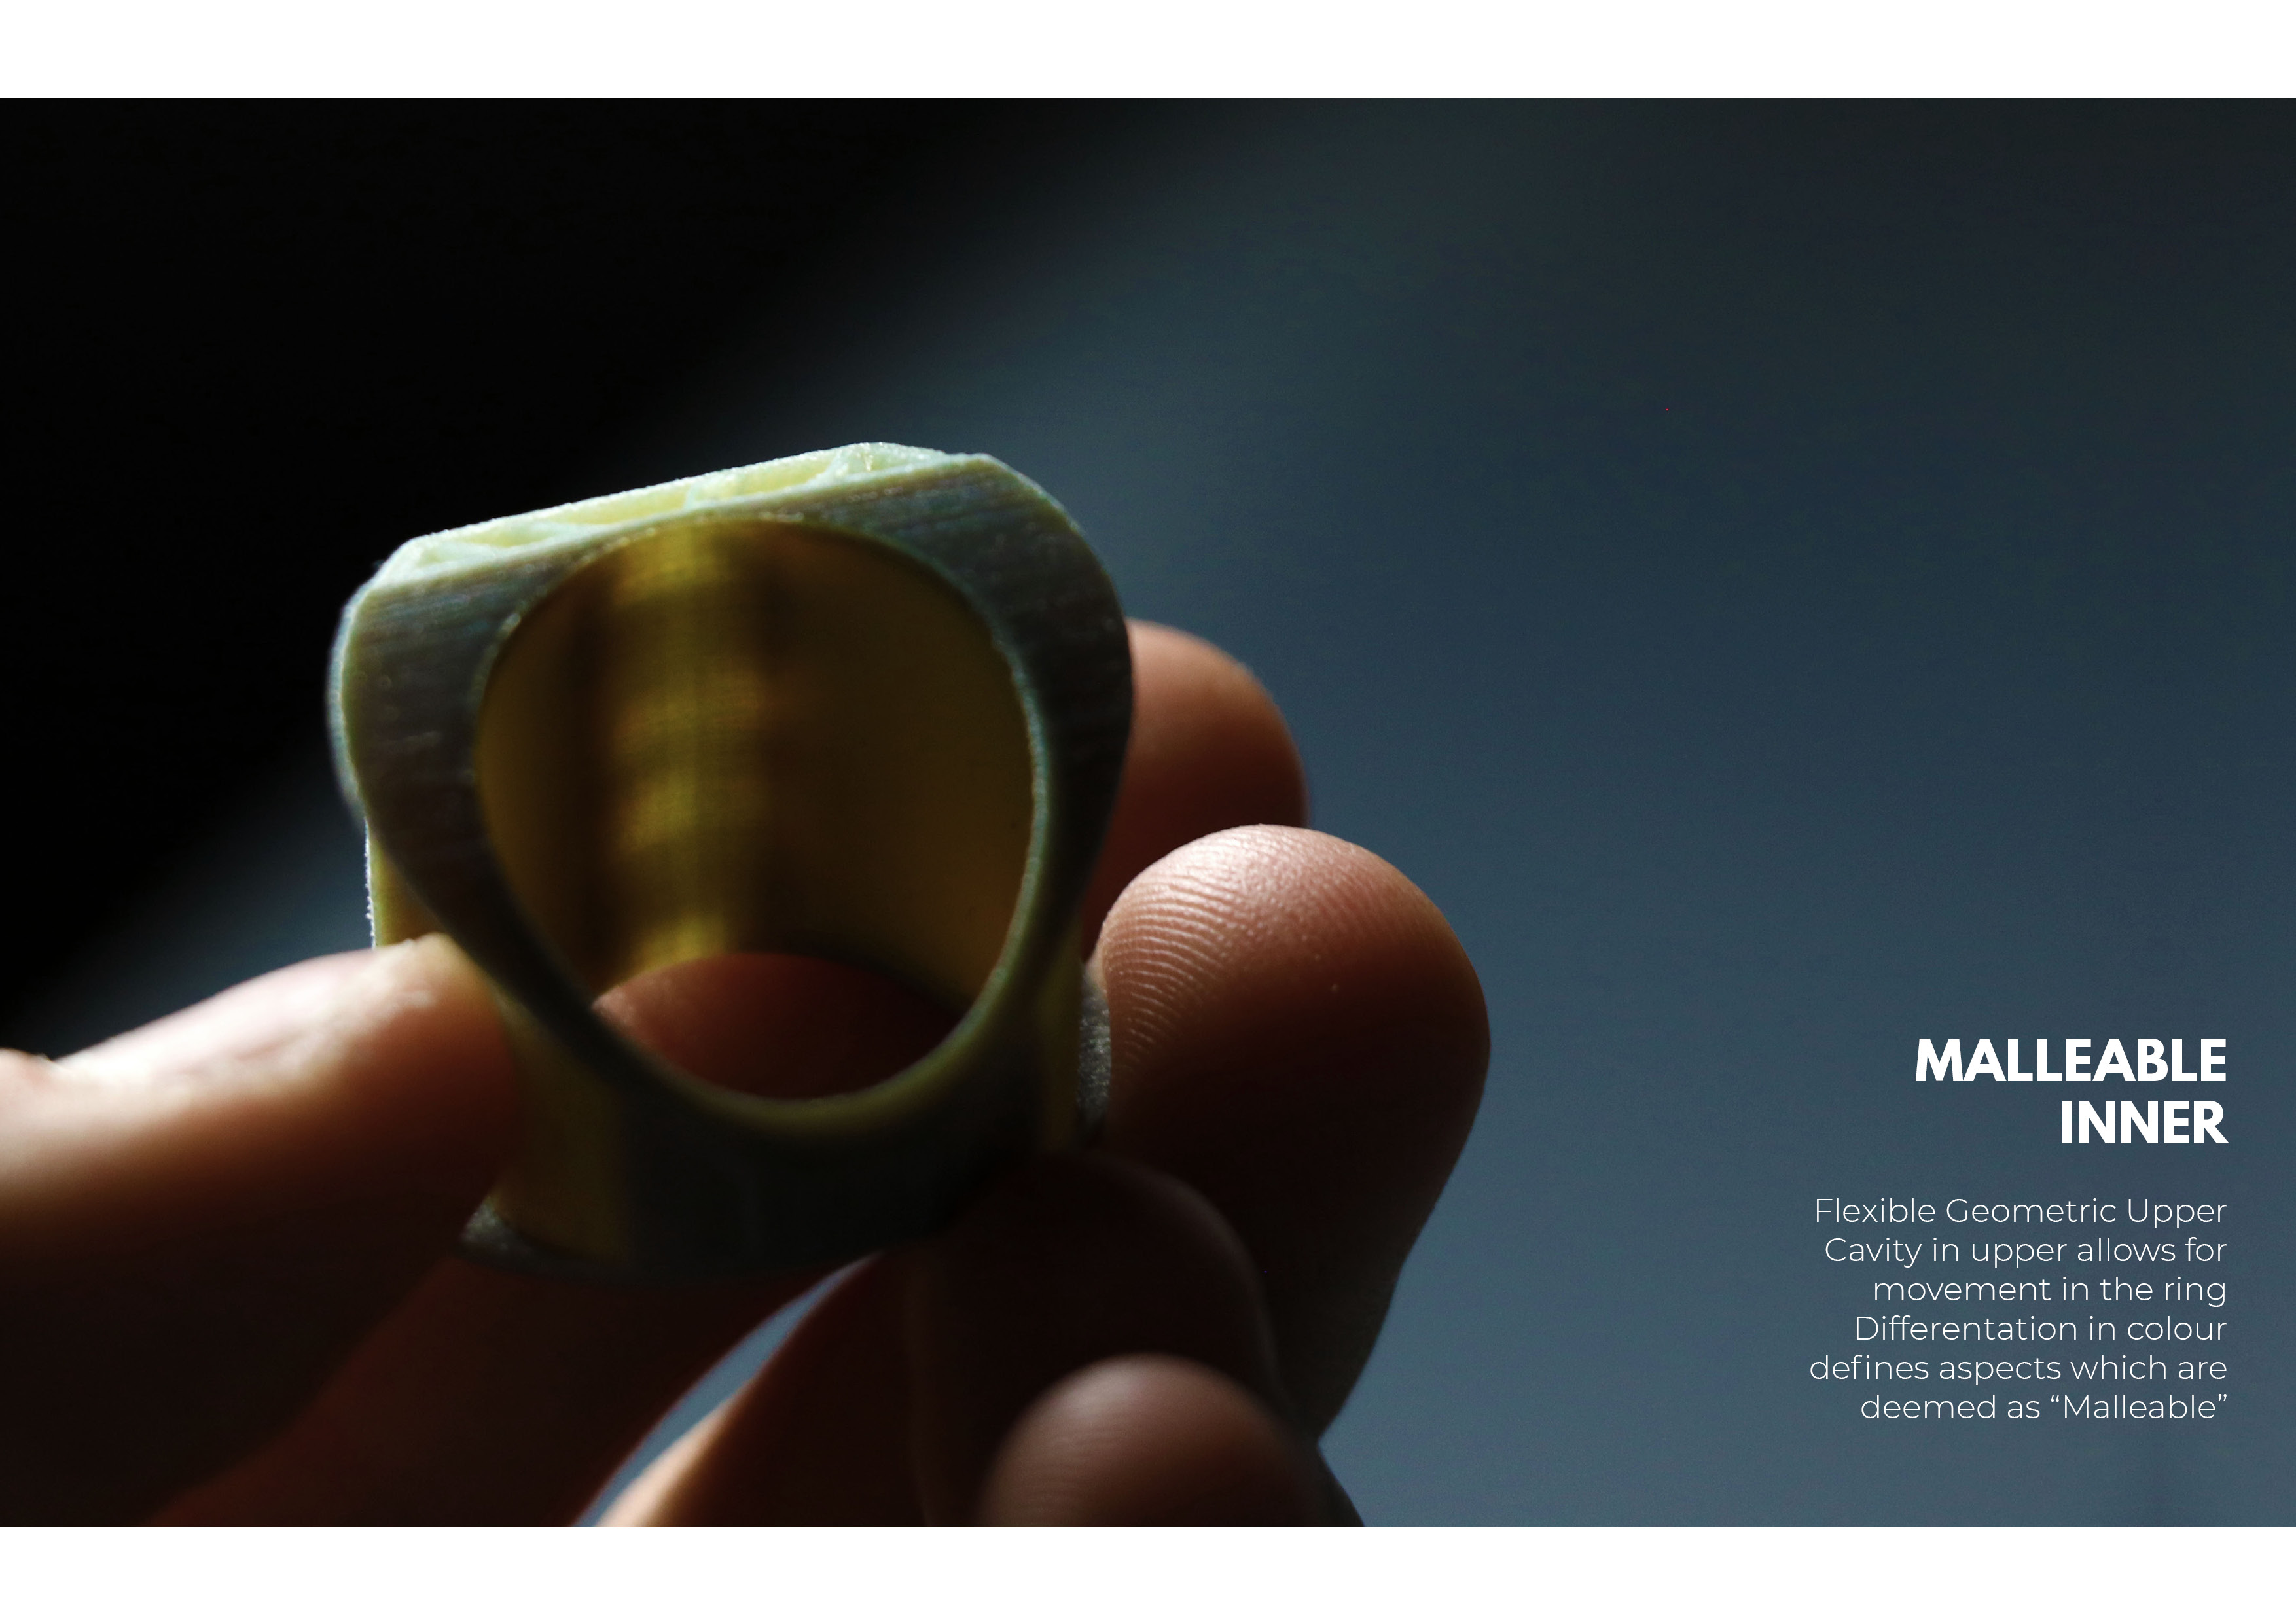 MALLEABLE
INNER
Flexible Geometric Upper
Cavity in upper allows for
movement in the ring
Differentation in colour
defines aspects which are
deemed as “Malleable”